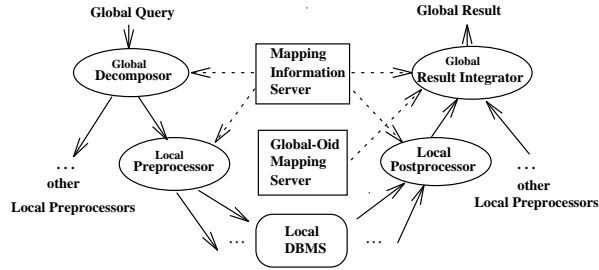 Global Query
Global Result
Global
Decomposor
Mapping
Information
Server
Global
Result Integrator
Local
Preprocessor
Global-Oid
Mapping
Server
Local
Postprocessor
...
other
Local Preprocessors
...
other
Local Preprocessors
...
Local
DBMS
...